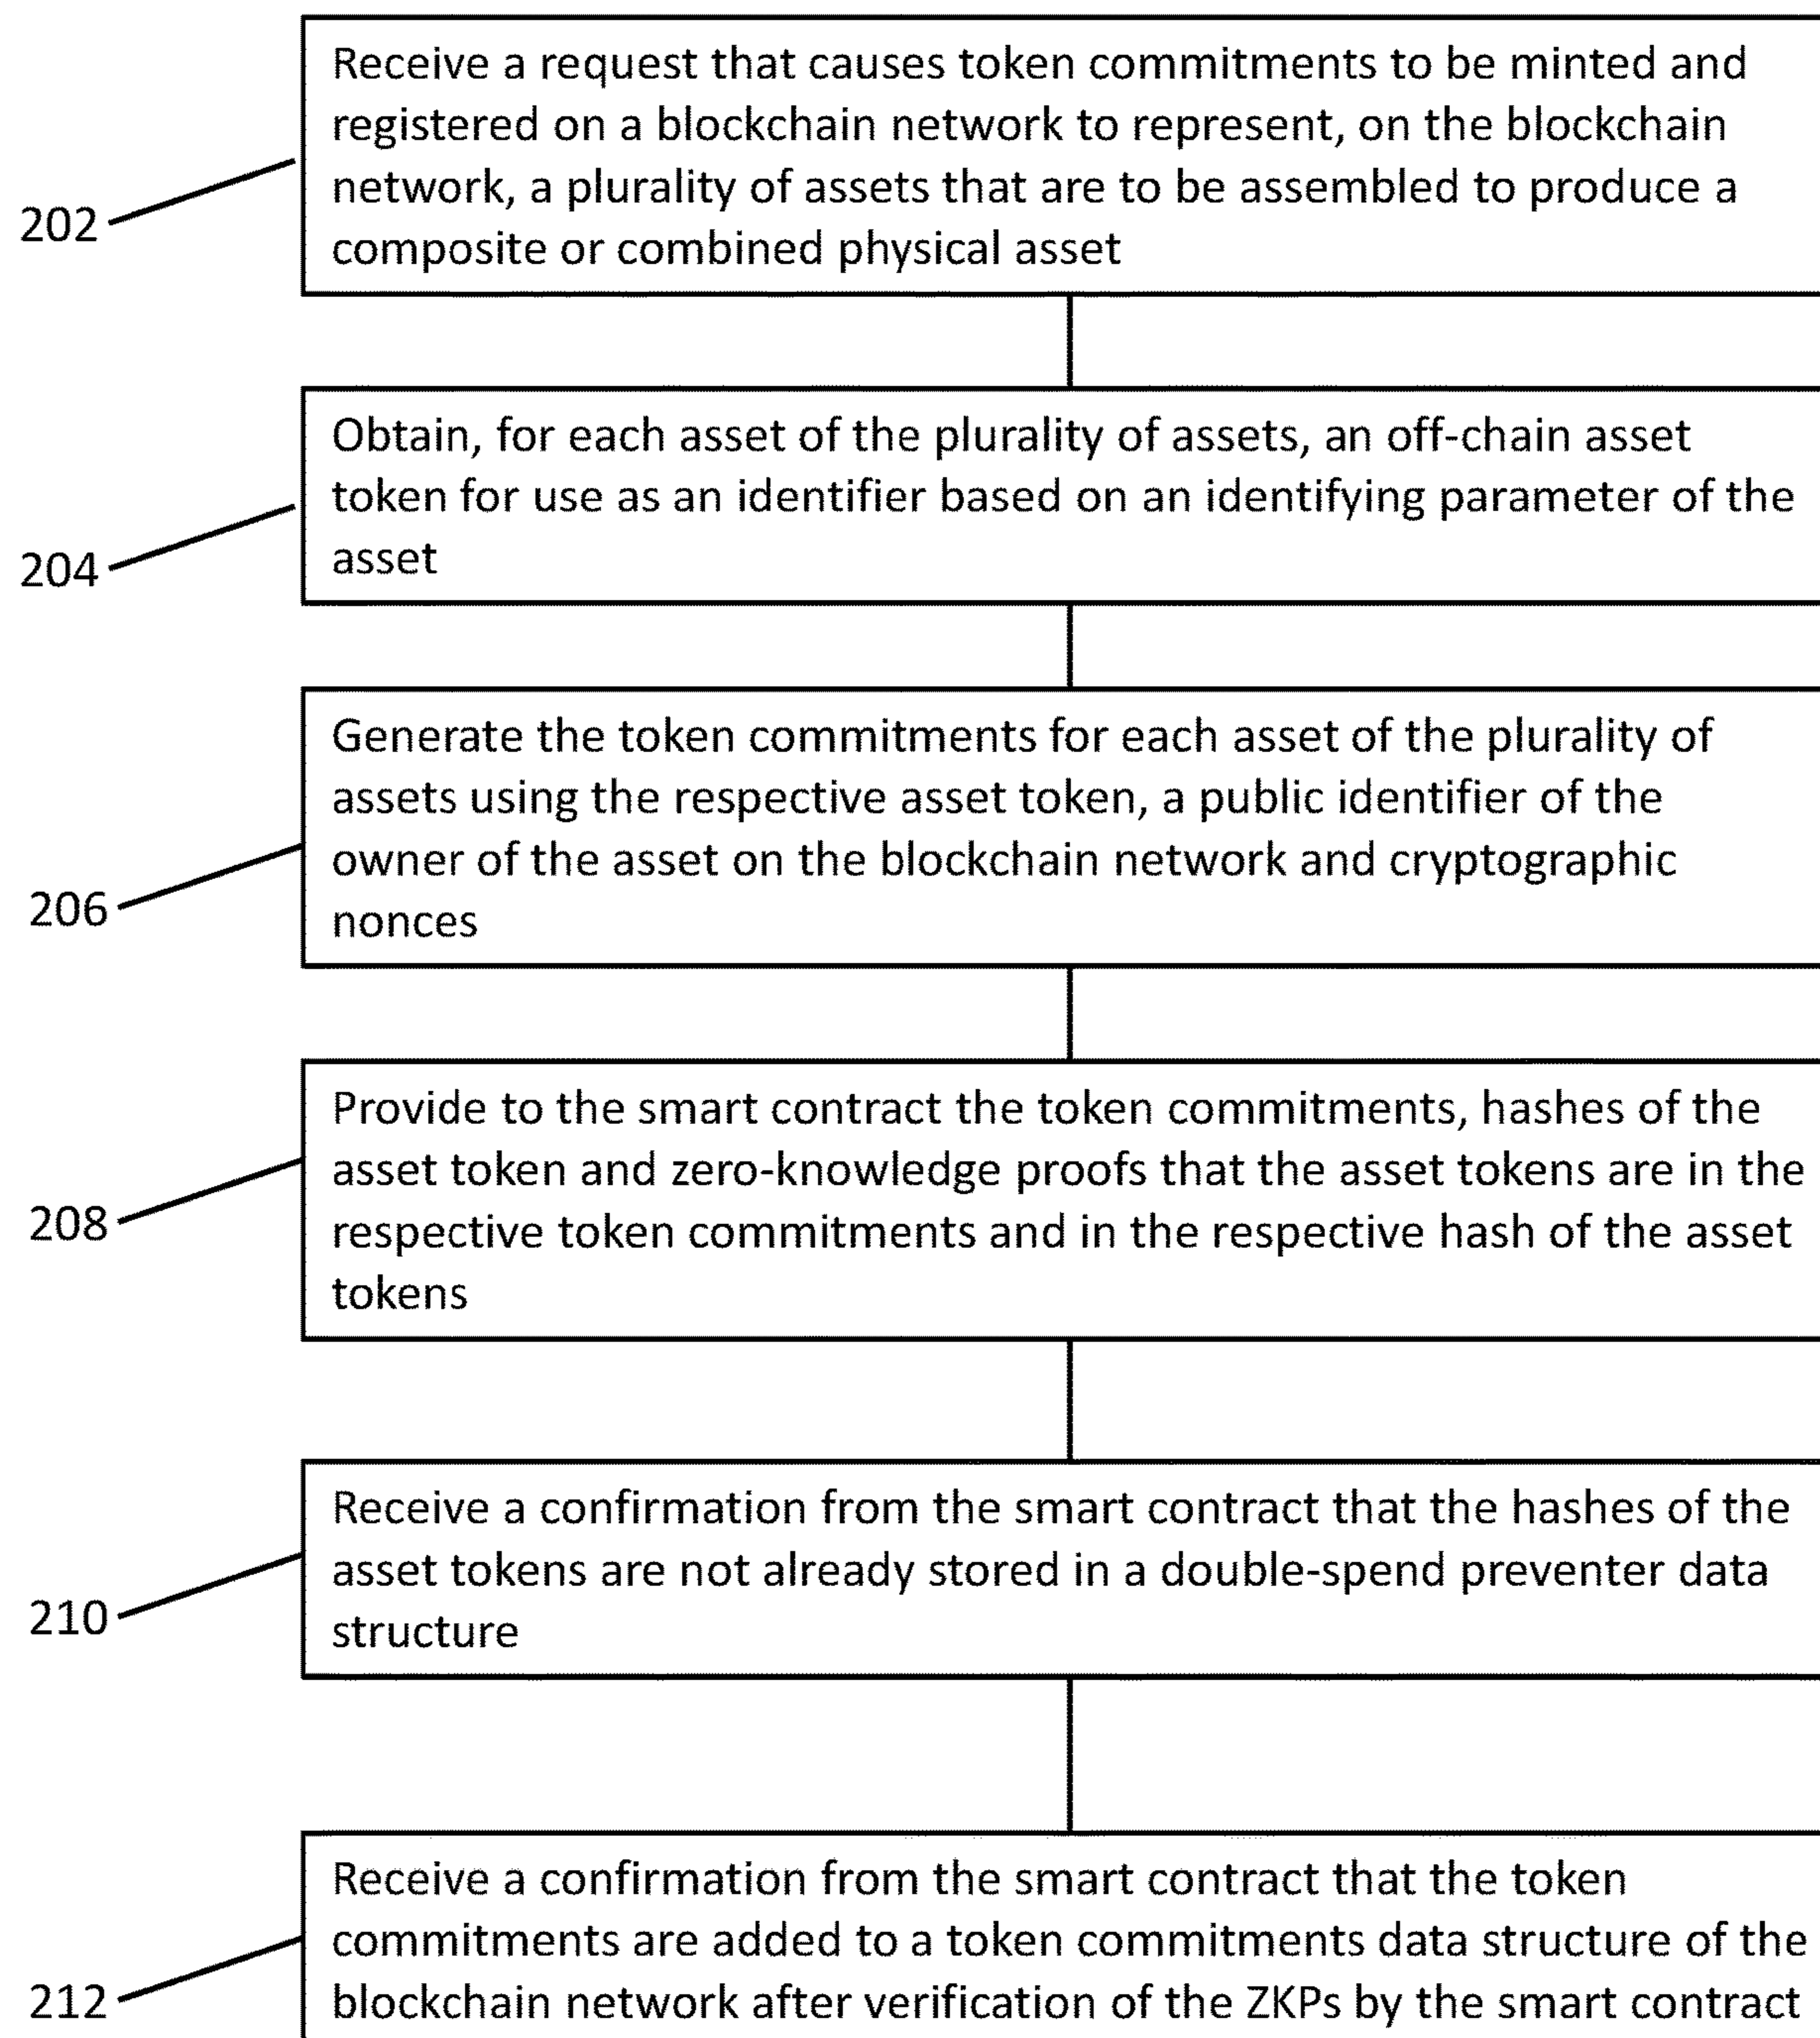 Receive a request that causes token commitments to be minted and
registered on a blockchain network to represent, on the blockchain
network, a plurality of assets that are to be assembled to produce a
composite or combined physical asset
202
Obtain, for each asset of the plurality of assets, an off-chain asset
token for use as an identifier based on an identifying parameter of the
asset
204
Generate the token commitments for each asset of the plurality of
assets using the respective asset token, a public identifier of the
owner of the asset on the blockchain network and cryptographic
nonces
206
Provide to the smart contract the token commitments, hashes of the
asset token and zero-knowledge proofs that the asset tokens are in the
respective token commitments and in the respective hash of the asset
tokens
208
Receive a confirmation from the smart contract that the hashes of the
asset tokens are not already stored in a double-spend preventer data
structure
210
Receive a confirmation from the smart contract that the token
commitments are added to a token commitments data structure of the
blockchain network after verification of the ZKPs by the smart contract
212